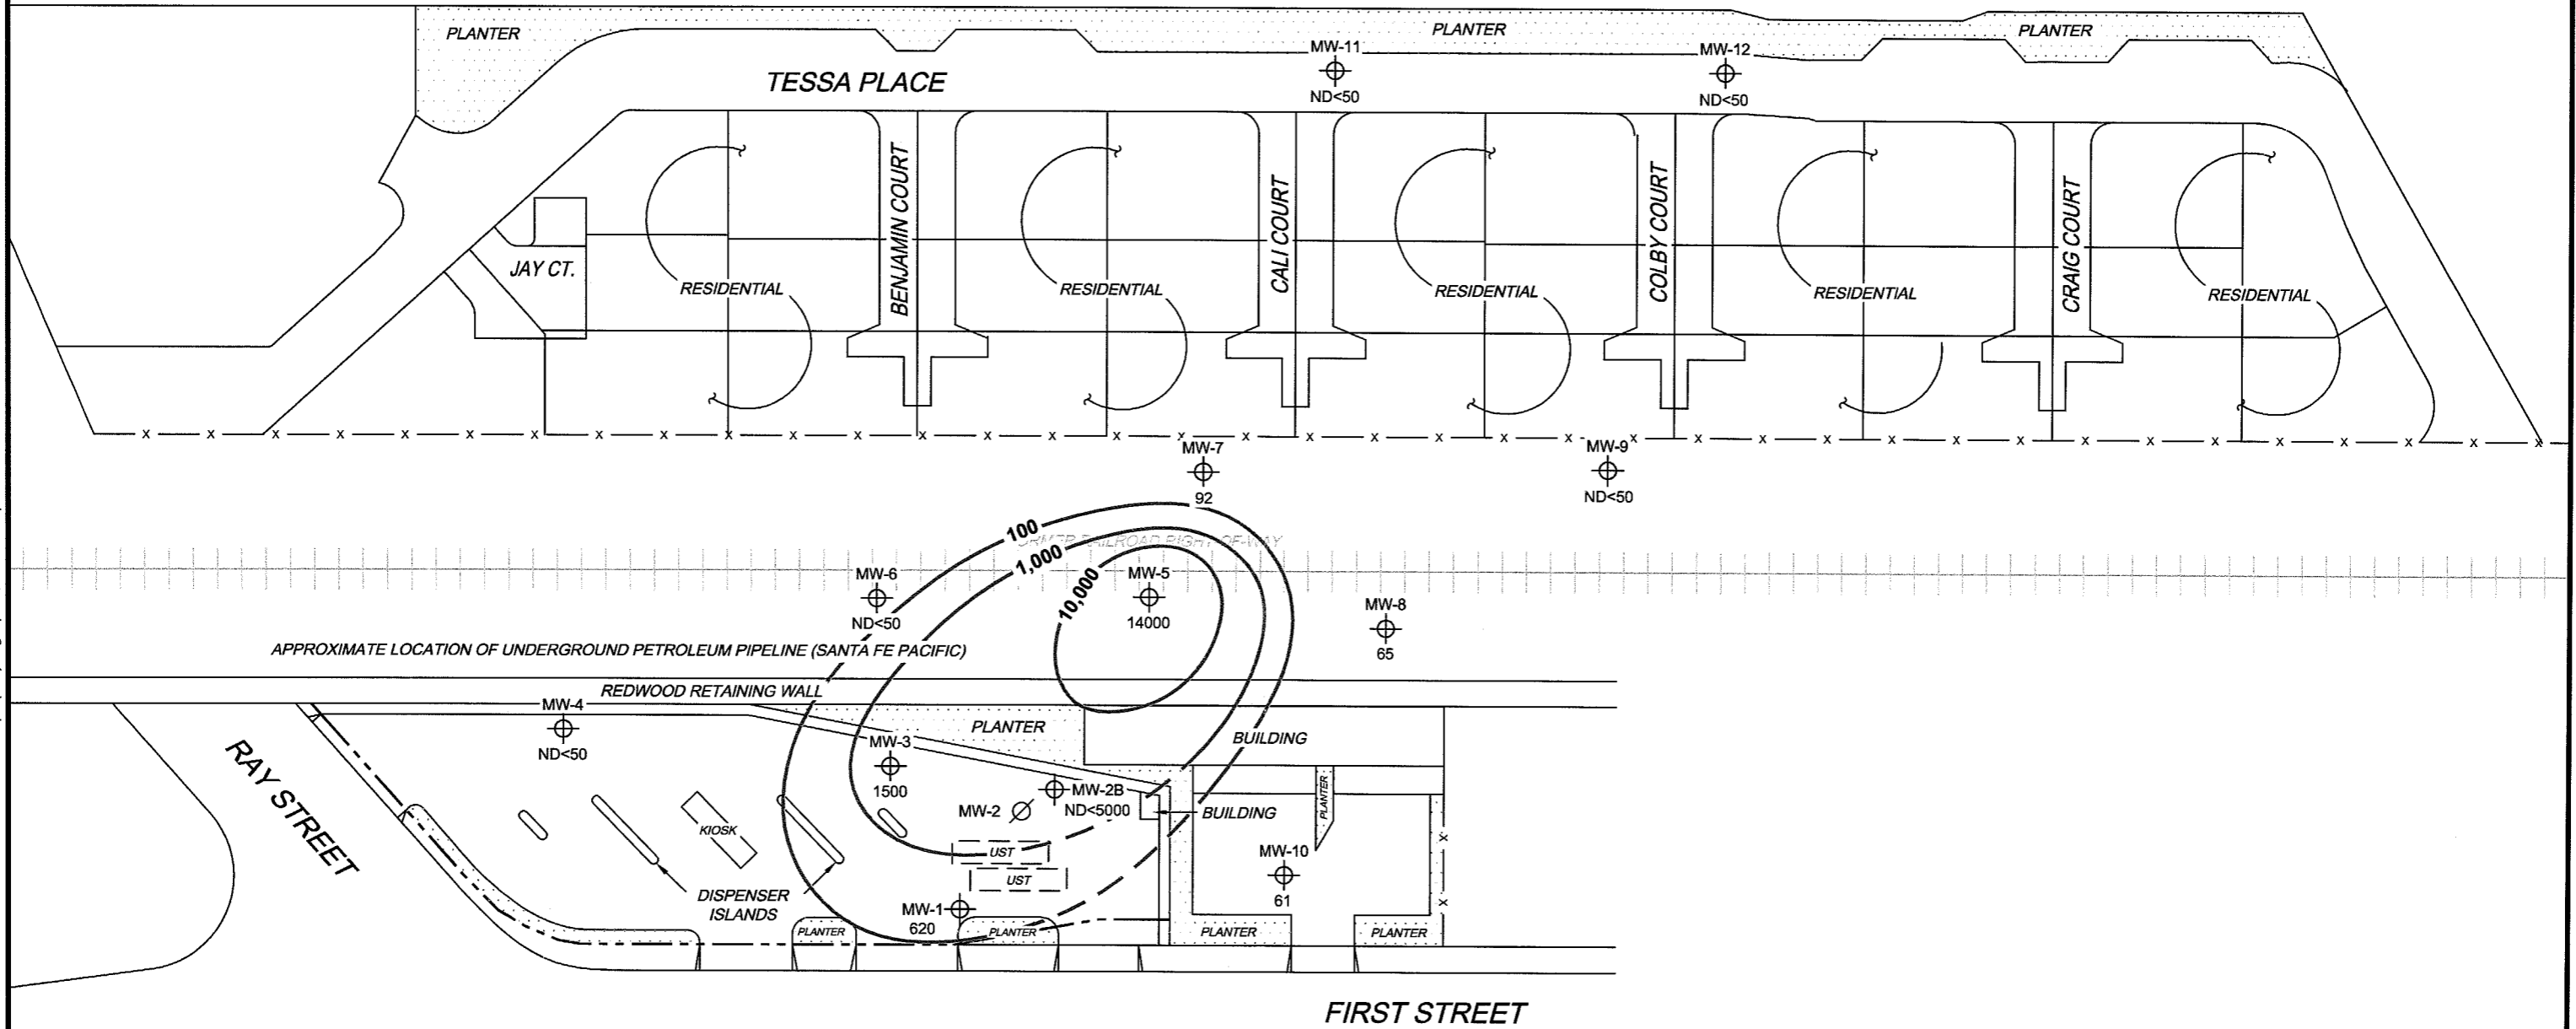 PLANTER
PLANTER
PLANTER
MW-11
MW-12
TESSA PLACE
ND<50
ND<50
BENJAMIN COURT
CALI COURT
COLBY COURT
CRAIG COURT
JAY CT.
RESIDENTIAL
RESIDENTIAL
RESIDENTIAL
RESIDENTIAL
RESIDENTIAL
MW-7
92
MW-9
ND<50
100
1,000
10,000
RAILROAD RIGHT-OF-WAY
MW-6
ND<50
MW-5
14000
MW-8
65
APPROXIMATE LOCATION OF UNDERGROUND PETROLEUM PIPELINE (SANTA FE PACIFIC)
REDWOOD RETAINING WALL
MW-4
ND<50
PLANTER
BUILDING
MW-3
1500
RAY STREET
MW-2B
ND<5000
MW-2
BUILDING
PLANTER
KIOSK
UST
UST
MW-10
61
DISPENSER
ISLANDS
MW-1
620
PLANTER
PLANTER
PLANTER
PLANTER
FIRST STREET